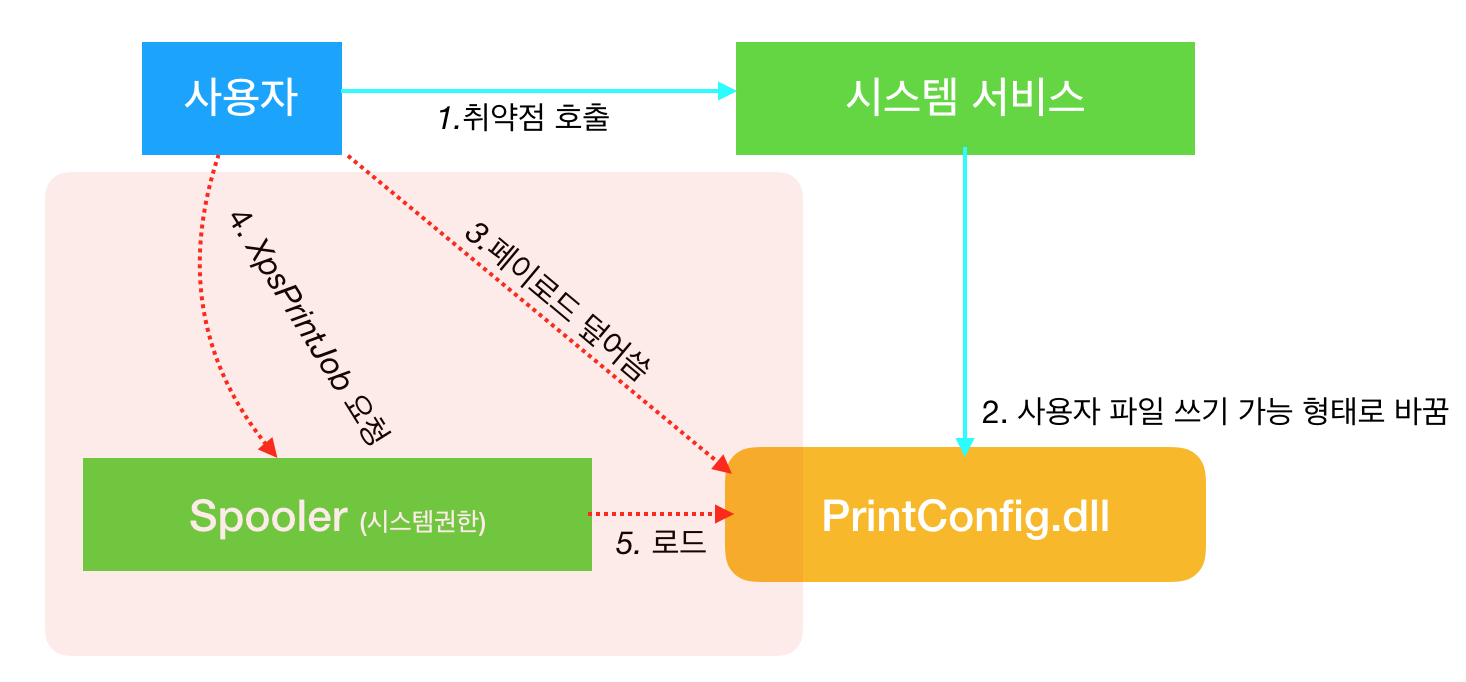 사용자
시스템 서비스
1.취약점 호출
4. XpsPrintJob 요청
3.페이로드 덮어씀
2. 사용자 파일 쓰기 가능 형태로 바꿈
Spooler (시스템권한)
5. 로드
PrintConfig.dll